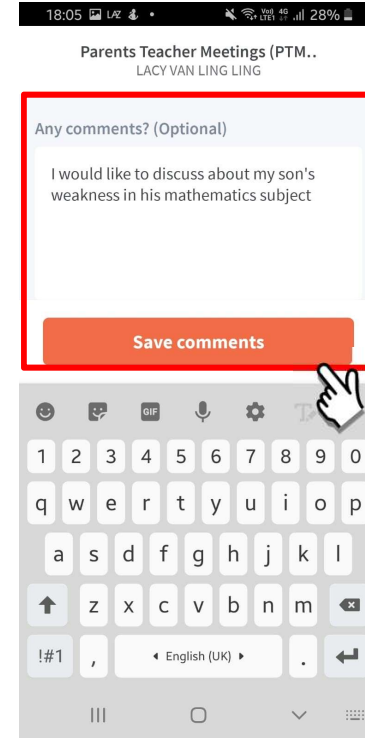 18:05 LAZ 28%
Parents Teacher Meetings (PTM..
LACY VAN LING LING
Any comments? (Optional)
I would like to discuss about my son's
weakness in his mathematics subject
Save comments
GIF
1 2 3 4 5 6 7 8 9 0
q w e r t y u i o p
a s d f g h j k l
z x c v b n m
!#1 , English (UK) .